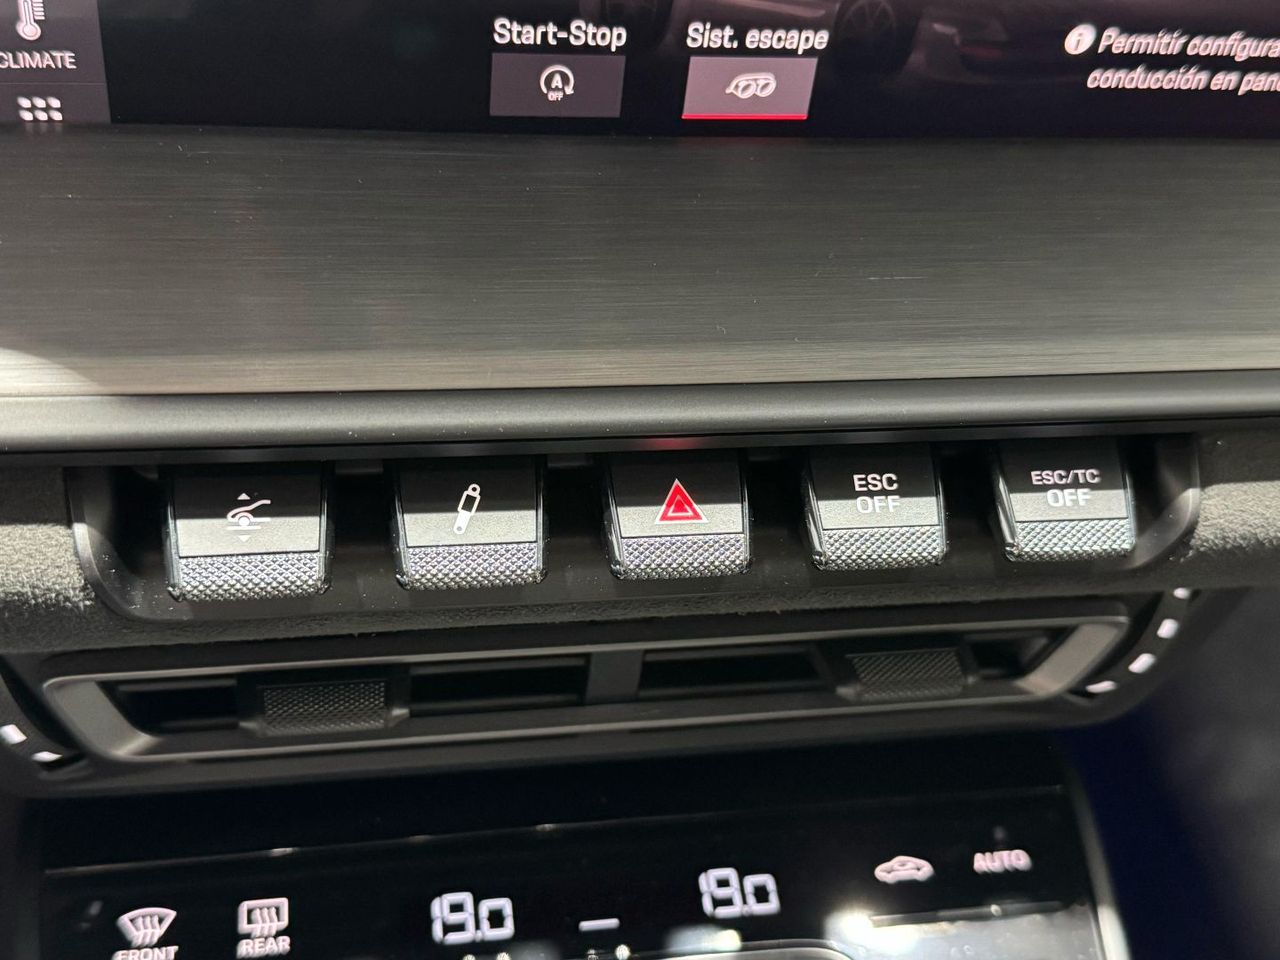 CLIMATE
Start-Stop
A
OFF
Sist. escape
Permitir configura
conducción en pan
ESC
OFF
ESC/TC
OFF
FRONT
REAR
19.0
19.0
AUTO